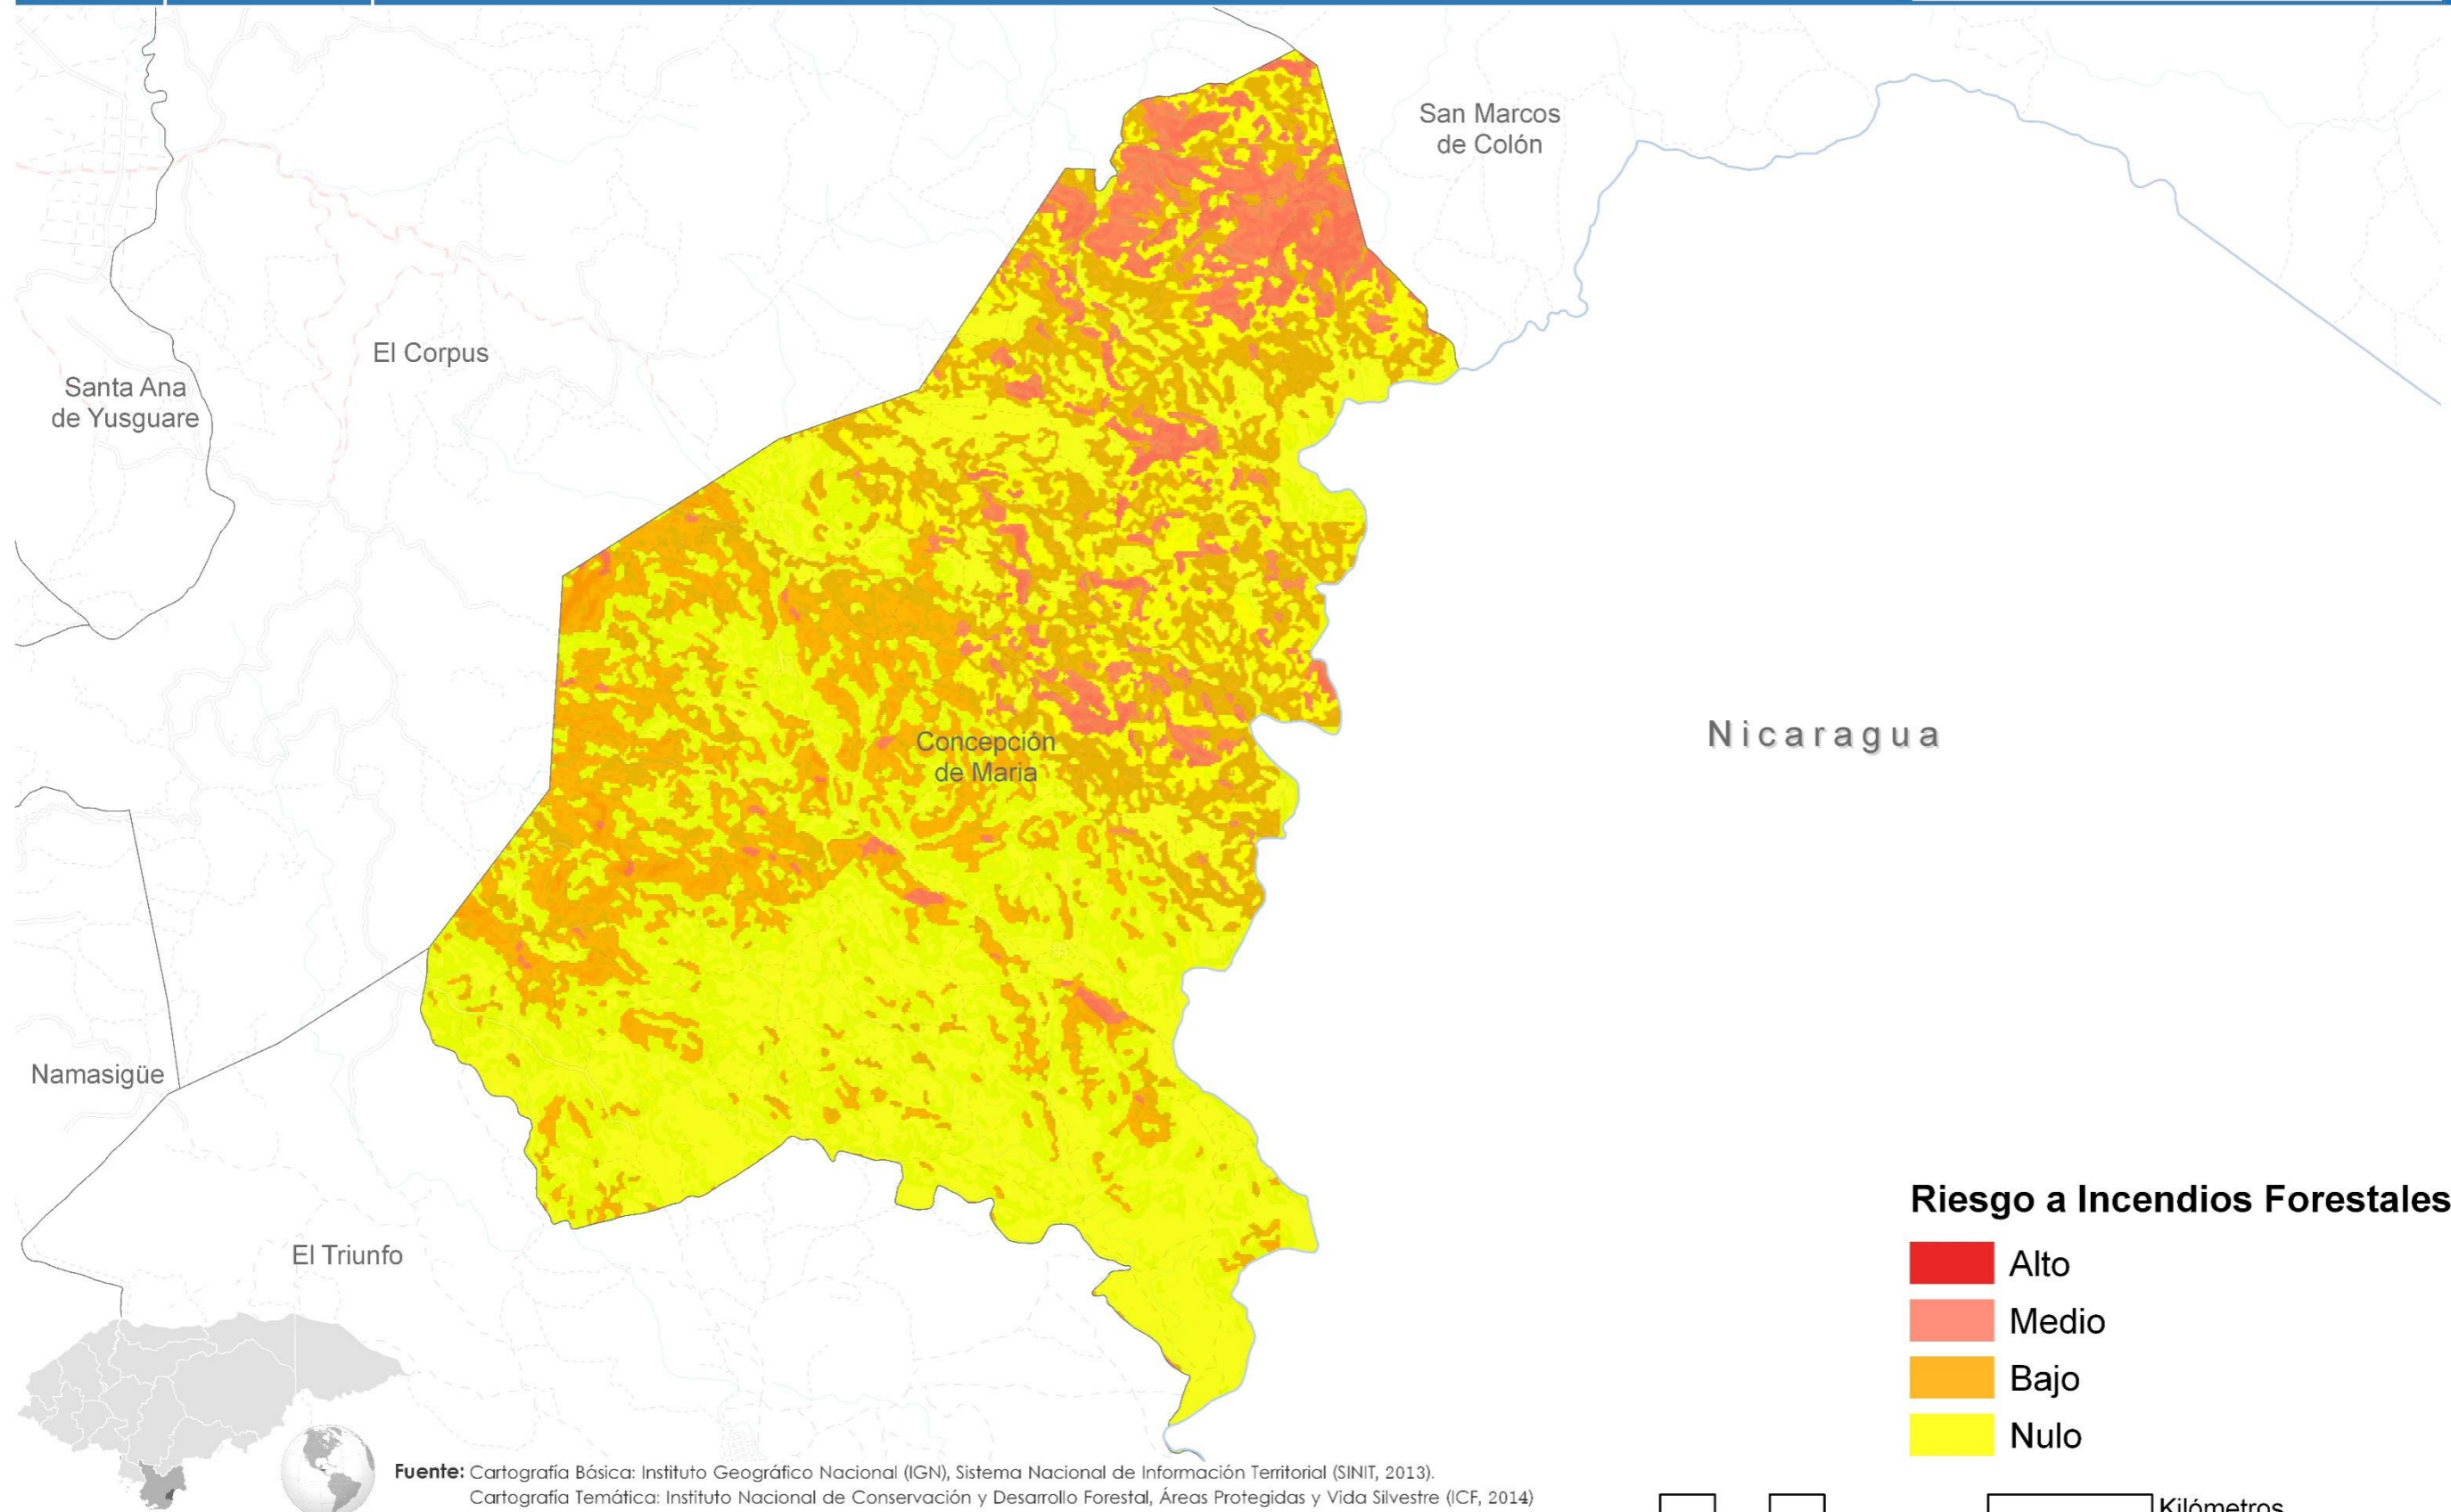 San Marcos
de Colón
El Corpus
Santa Ana
de Yusguare
Nicaragua
Concepción
de Maria
Namasigüe
El Triunfo
Riesgo a Incendios Forestales
Alto
Medio
Bajo
Nulo
Fuente: Cartografía Básica: Instituto Geográfico Nacional (IGN), Sistema Nacional de Información Territorial (SINIT, 2013).
Cartografía Temática: Instituto Nacional de Conservación y Desarrollo Forestal, Áreas Protegidas y Vida Silvestre (ICF, 2014)
Kilómetros